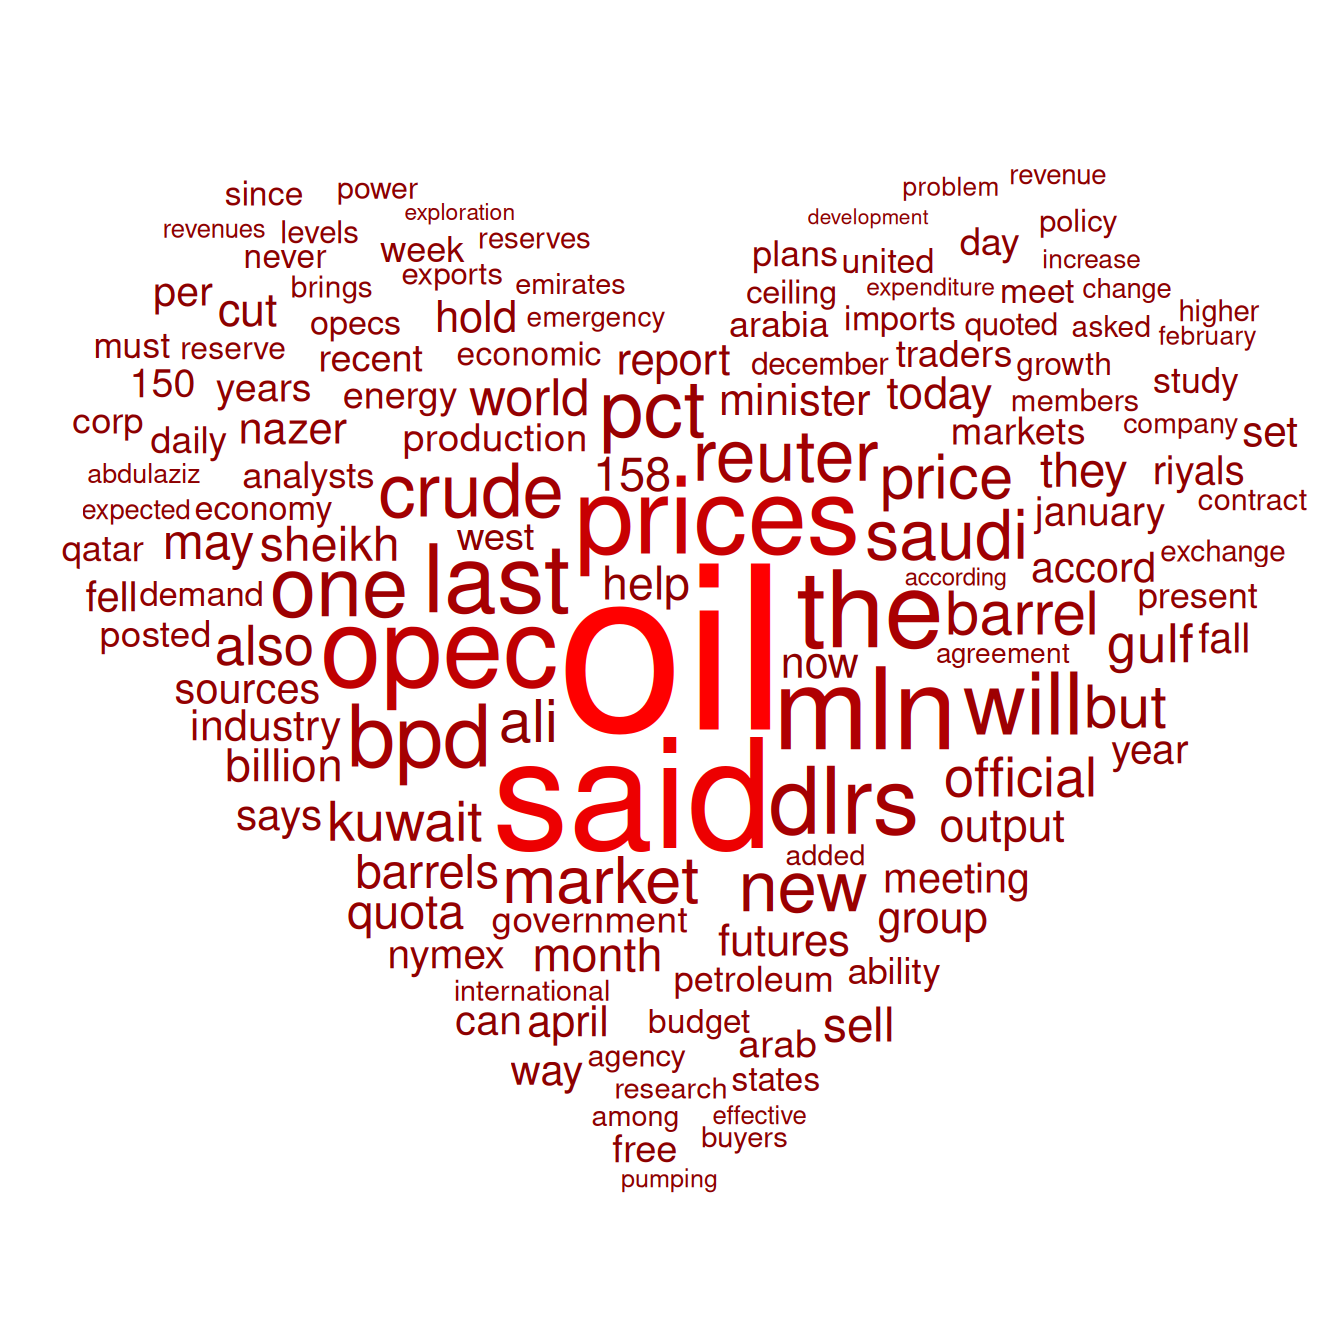 since power problem revenue
revenues levels exploration development policy
never week reserves plans united day increase
per cut brings exports emirates ceiling expenditure meet change
opecs hold emergency arabia imports quoted asked higher
must reserve recent economic report december traders growth february
150 years energy world pct minister today members study
corp daily nazer production reuter markets company set
abdulaziz analysts crude 158 price they riyals
expected economy prices january contract
qatar may sheikh west saudi accord exchange
fell demand one last help according present
posted also opec oil the barrel gulf fall
sources now agreement
industry bpd ali mln will but year
billion said dlrs official
says kuwait output
barrels market added new meeting
quota government futures group
nymex month petroleum ability
international
can april budget arab sell
way agency states
research
among effective
free buyers
pumping